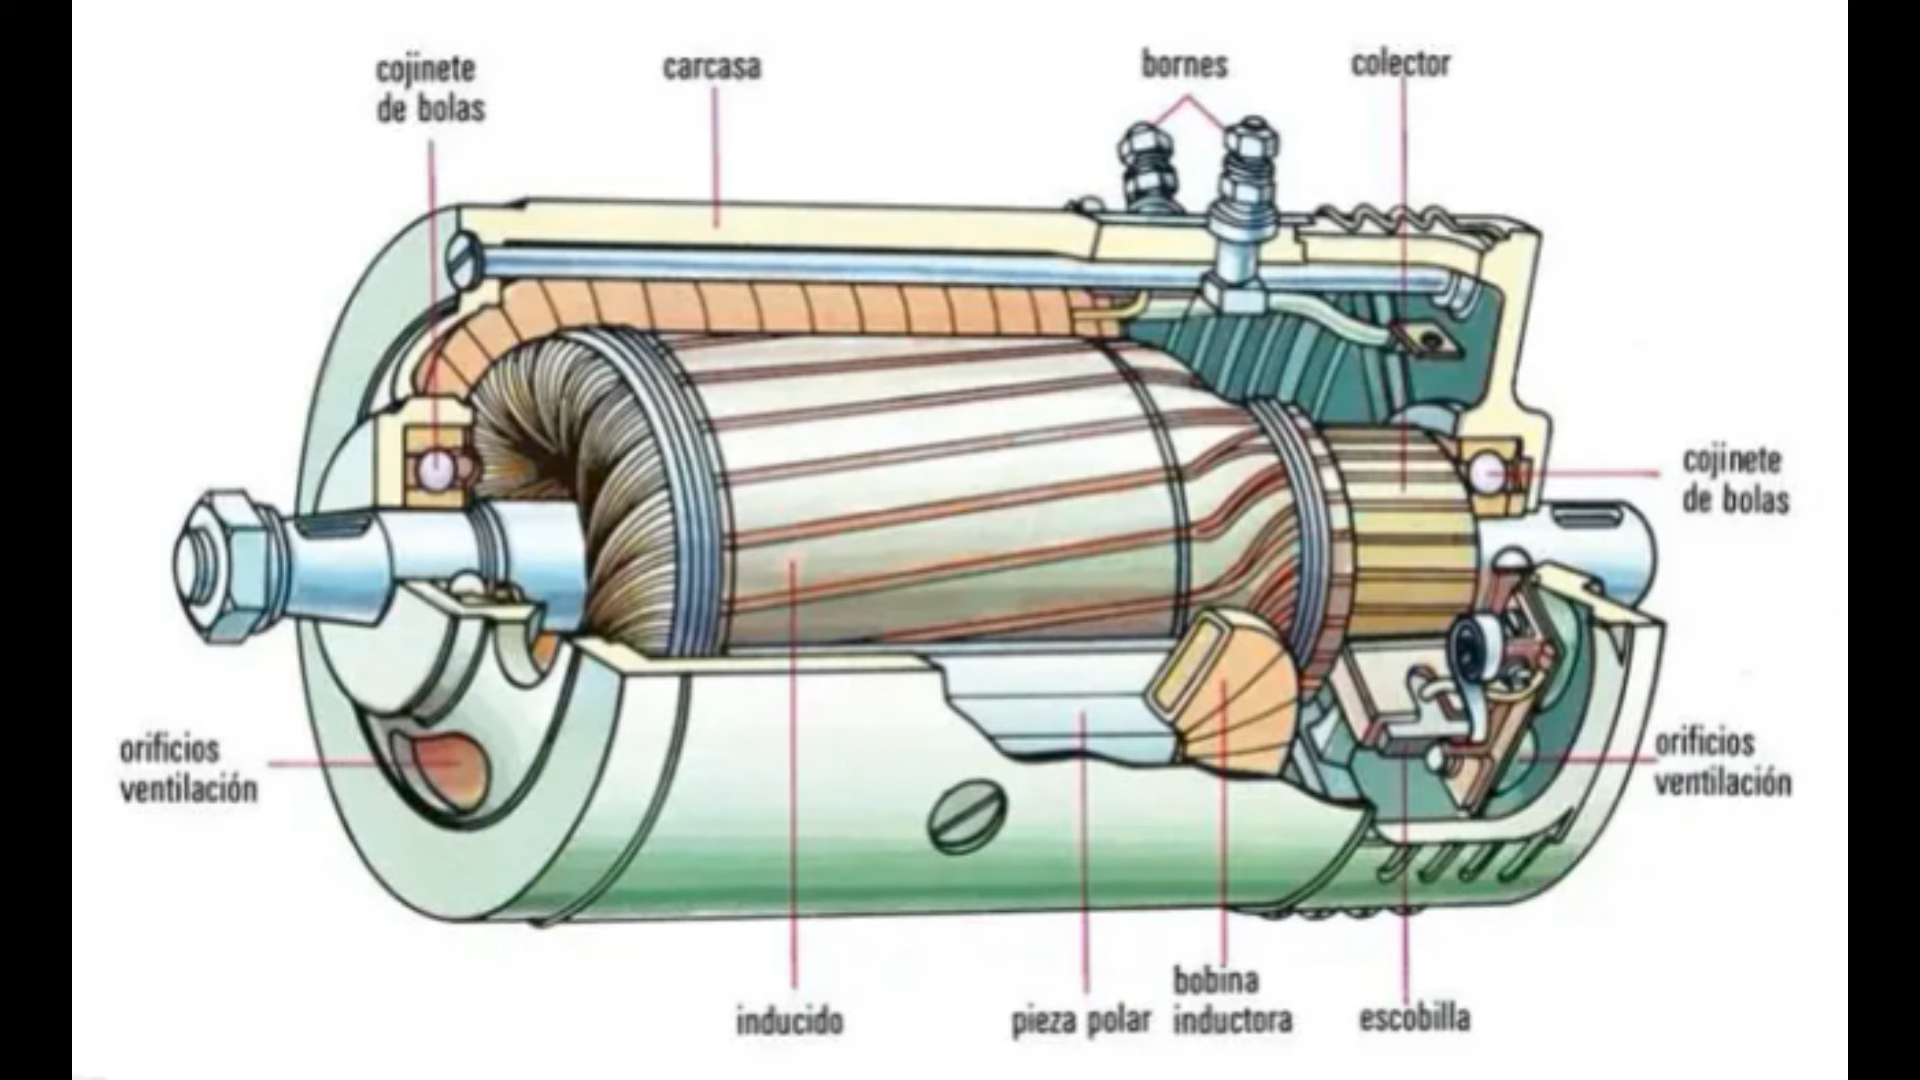 cojinete
de bolas
carcasa
bornes
colector
cojinete
de bolas
orificios
ventilación
orificios
ventilación
inducido
pieza polar
bobina
inductora
escobilla